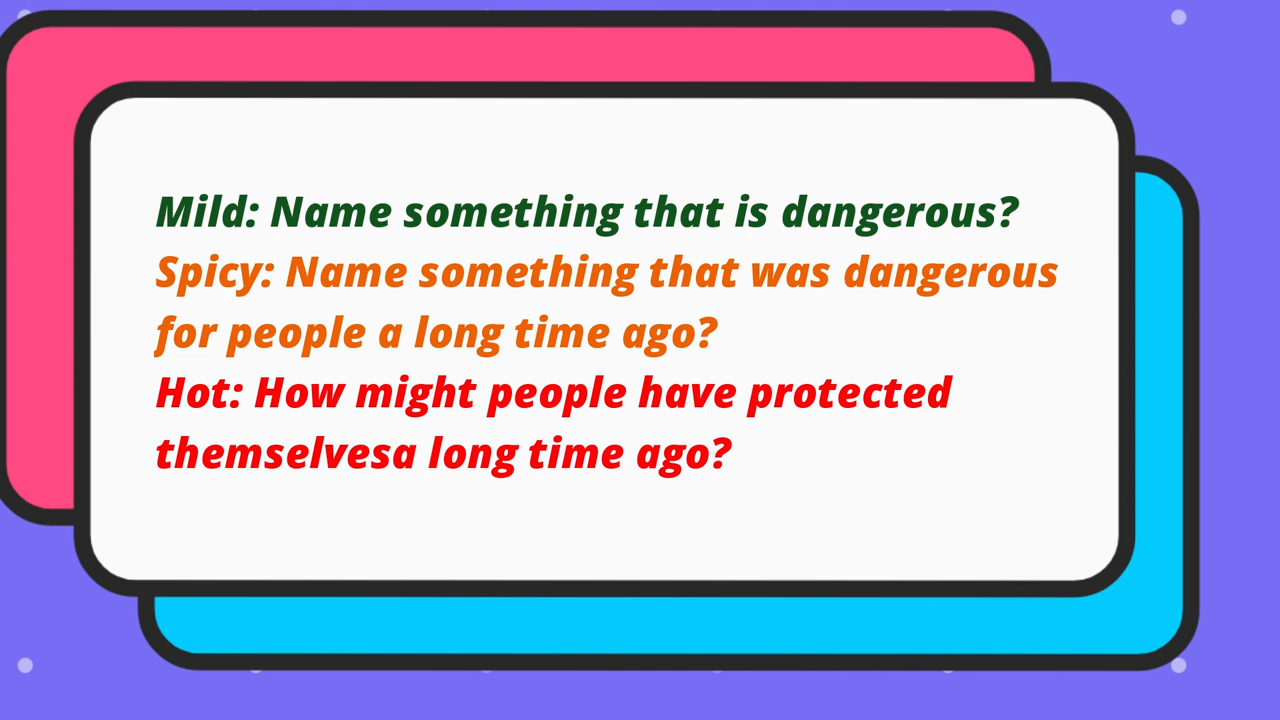 Mild: Name something that is dangerous?
Spicy: Name something that was dangerous
for people a long time ago?
Hot: How might people have protected
themselvesa long time ago?